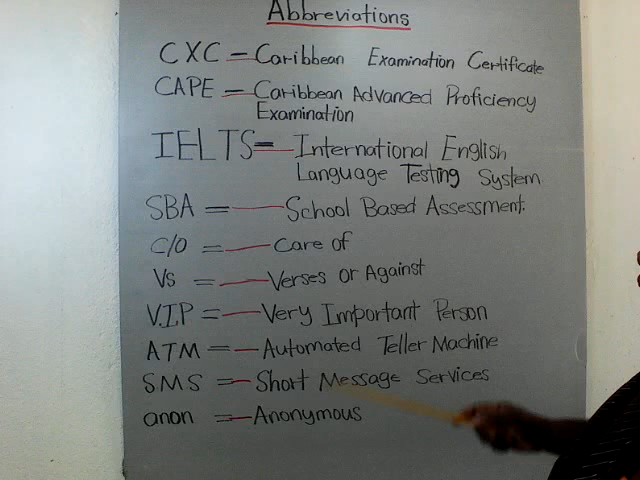 Abbreviations
CXC — Caribbean Examination Certificate
CAPE — Caribbean Advanced Proficiency
Examination
IELTS = — International English
Language Testing System
SBA = — School Based Assessment.
c/o = — Care of
Vs = — Verses or Against
V.I.P = — Very Important Person
ATM = — Automated Teller Machine
SMS = — Short Message Services
anon = — Anonymous